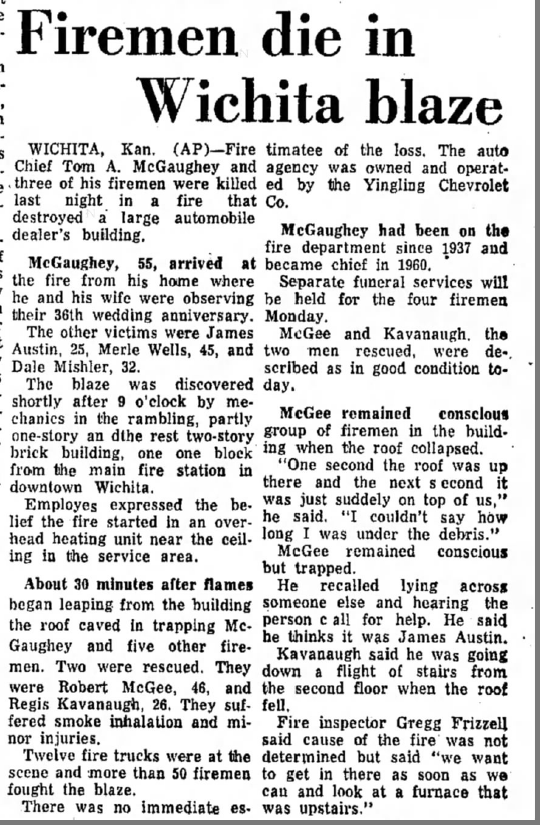 Firemen die in
Wichita blaze
WICHITA, Kan. (AP)—Fire
Chief Tom A. McGaughey and
three of his firemen were killed
last night in a fire that
destroyed a large automobile
dealer's building.
McGaughey, 55, arrived at
the fire from his home where
he and his wife were observing
their 36th wedding anniversary.
The other victims were James
Austin, 25, Merle Wells, 45, and
Dale Mishler, 32.
The blaze was discovered
shortly after 9 o'clock by me-
chanics in the rambling, partly
one-story an dthe rest two-story
brick building, one one block
from the main fire station in
downtown Wichita.
Employes expressed the be-
lief the fire started in an over-
head heating unit near the ceil-
ing in the service area.
About 30 minutes after flames
began leaping from the building
the roof caved in trapping Mc-
Gaughey and five other fire-
men. Two were rescued. They
were Robert McGee, 46, and
Regis Kavanaugh, 26. They suf-
fered smoke inhalation and mi-
nor injuries.
Twelve fire trucks were at the
scene and more than 50 firemen
fought the blaze.
There was no immediate es-
timatee of the loss. The auto
agency was owned and operat-
ed by the Yingling Chevrolet
Co.
McGaughey had been on the
fire department since 1937 and
became chief in 1960.
Separate funeral services will
be held for the four firemen
Monday.
McGee and Kavanaugh, the
two men rescued, were de-
scribed as in good condition to-
day.
McGee remained conscious
group of firemen in the build-
ing when the roof collapsed.
"One second the roof was up
there and the next s econd it
was just suddely on top of us,"
he said. "I couldn't say how
long I was under the debris."
McGee remained conscious
but trapped.
He recalled lying across
someone else and hearing the
person c all for help. He said
he thinks it was James Austin.
Kavanaugh said he was going
down a flight of stairs from
the second floor when the roof
fell.
Fire inspector Gregg Frizzell
said cause of the fire was not
determined but said "we want
to get in there as soon as we
can and look at a furnace that
was upstairs."